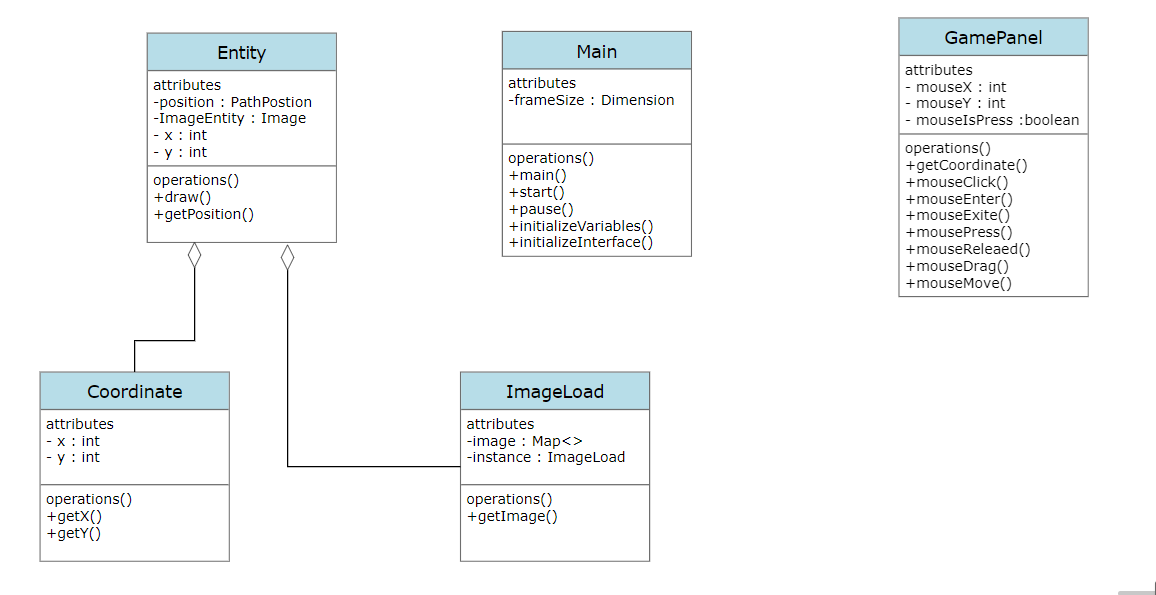 Entity
attributes
-position : PathPostion
-ImageEntity : Image
- x : int
- y : int
operations()
+draw()
+getPosition()
Main
attributes
-frameSize : Dimension
operations()
+main()
+start()
+pause()
+initializeVariables()
+initializeInterface()
GamePanel
attributes
- mouseX : int
- mouseY : int
- mouseIsPress :boolean
operations()
+getCoordinate()
+mouseClick()
+mouseEnter()
+mouseExite()
+mousePress()
+mouseReleaed()
+mouseDrag()
+mouseMove()
Coordinate
attributes
- x : int
- y : int
operations()
+getX()
+getY()
ImageLoad
attributes
-image : Map<>
-instance : ImageLoad
operations()
+getImage()